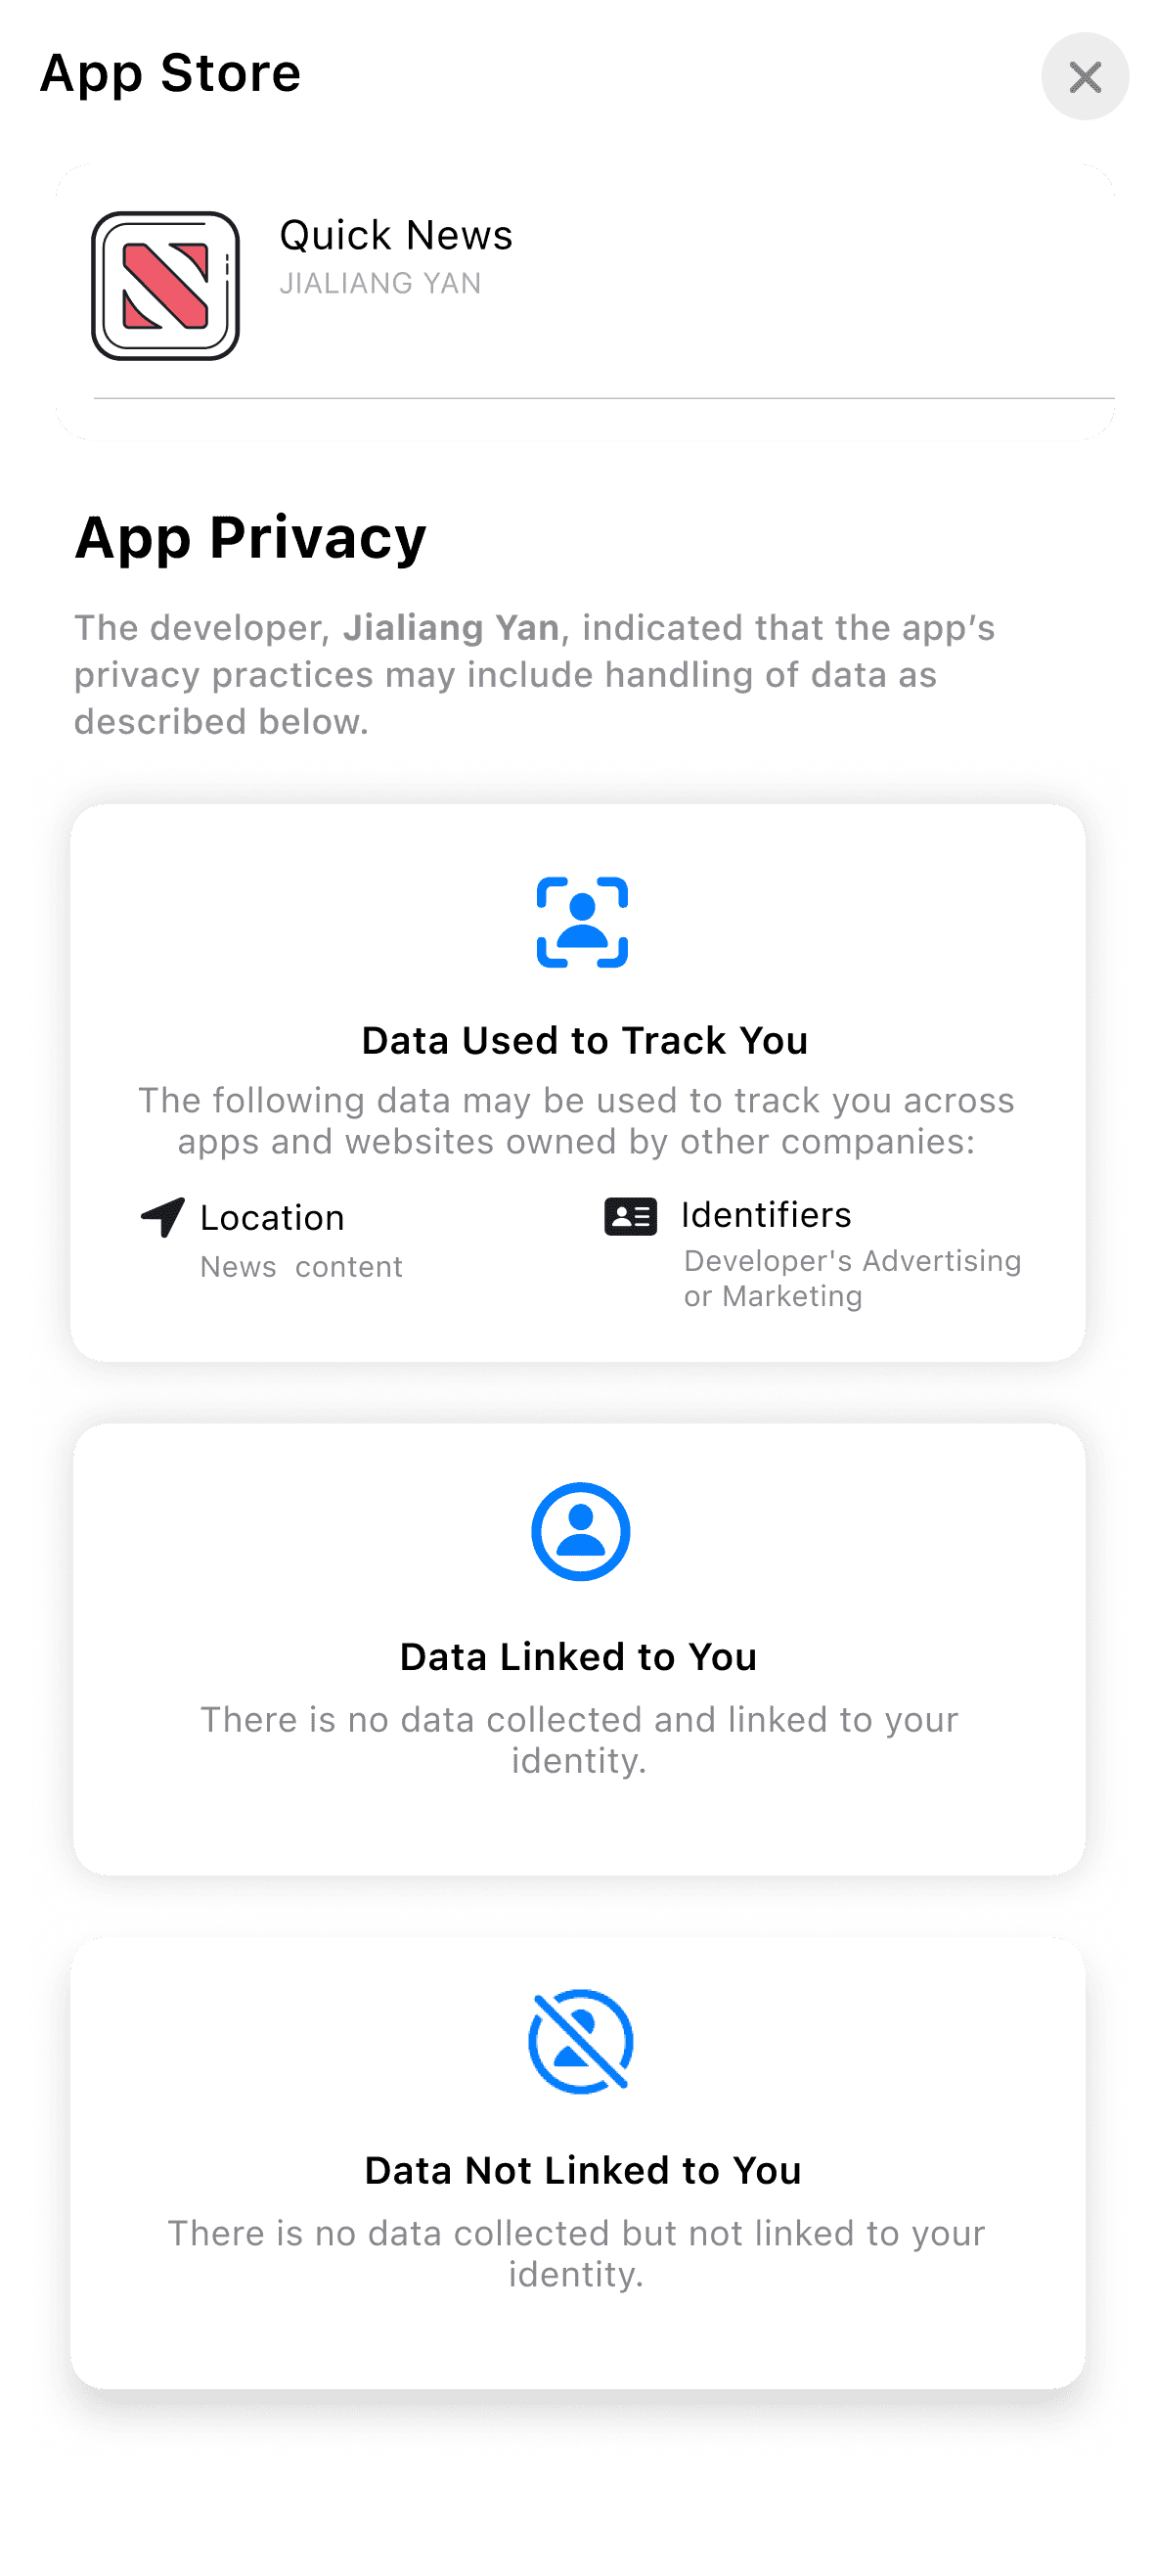 App Store
Quick News
JIALIANG YAN
App Privacy
The developer, Jialiang Yan, indicated that the app’s
privacy practices may include handling of data as
described below.
Data Used to Track You
The following data may be used to track you across
apps and websites owned by other companies:
Location
News content
Identifiers
Developer's Advertising
or Marketing
Data Linked to You
There is no data collected and linked to your
identity.
Data Not Linked to You
There is no data collected but not linked to your
identity.